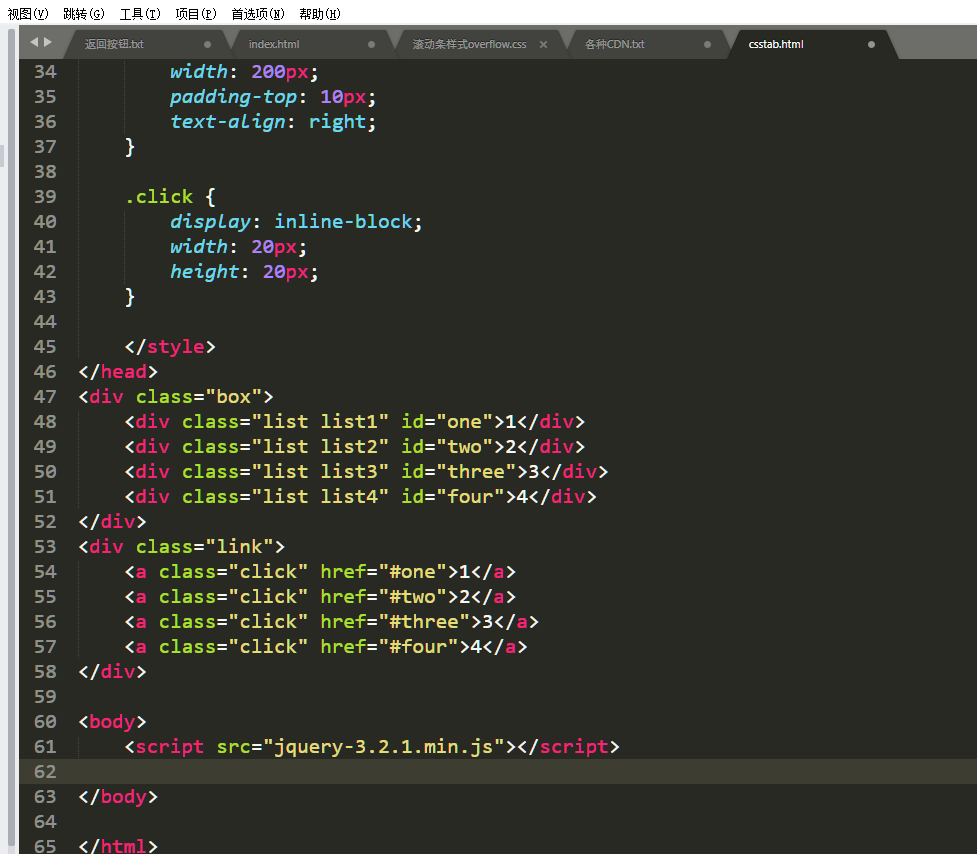 视图(V) 跳转(G) 工具(T) 项目(P) 首选项(N) 帮助(H)
返回按钮.txt index.html 滚动条样式overflow.css 各种CDN.txt csstab.html
34 width: 200px;
35 padding-top: 10px;
36 text-align: right;
37 }
38
39 .click {
40 display: inline-block;
41 width: 20px;
42 height: 20px;
43 }
44
45 </style>
46 </head>
47 <div class="box">
48 <div class="list list1" id="one">1</div>
49 <div class="list list2" id="two">2</div>
50 <div class="list list3" id="three">3</div>
51 <div class="list list4" id="four">4</div>
52 </div>
53 <div class="link">
54 <a class="click" href="#one">1</a>
55 <a class="click" href="#two">2</a>
56 <a class="click" href="#three">3</a>
57 <a class="click" href="#four">4</a>
58 </div>
59
60 <body>
61 <script src="jquery-3.2.1.min.js"></script>
62
63 </body>
64
65 </html>